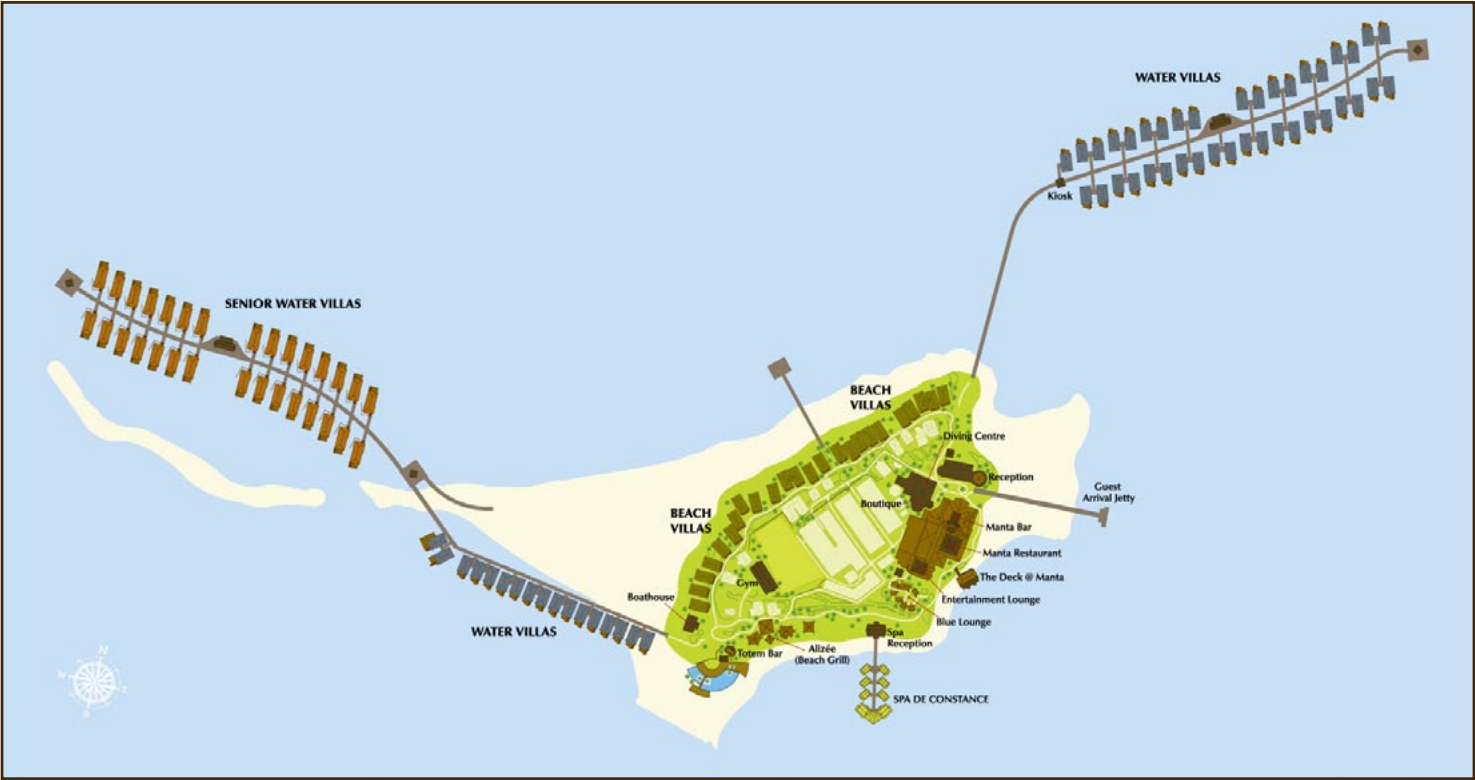 WATER VILLAS
Kiosk
SENIOR WATER VILLAS
BEACH
VILLAS
Diving Centre
Reception
Guest
Arrival Jetty
Boutique
BEACH
VILLAS
Manta Bar
Manta Restaurant
The Deck @ Manta
Gym
Entertainment Lounge
Boathouse
Blue Lounge
WATER VILLAS
Spa
Reception
Totem Bar
Alizée
(Beach Grill)
SPA DE CONSTANCE
N
W
E
S